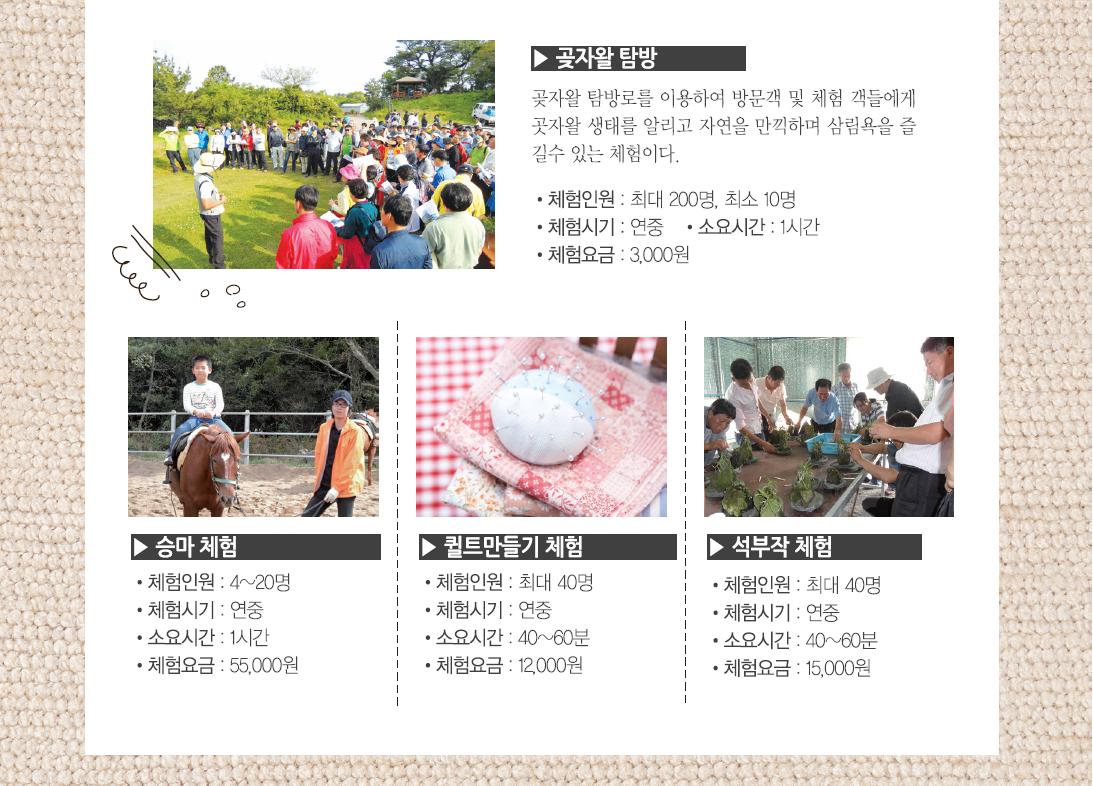 ▶ 곶자왈 탐방
곶자왈 탐방로를 이용하여 방문객 및 체험 객들에게
곳자왈 생태를 알리고 자연을 만끽하며 삼림욕을 즐
길수 있는 체험이다.
• 체험인원 : 최대 200명, 최소 10명
• 체험시기 : 연중 • 소요시간 : 1시간
• 체험요금 : 3,000원
▶ 승마 체험
• 체험인원 : 4~20명
• 체험시기 : 연중
• 소요시간 : 1시간
• 체험요금 : 55,000원
▶ 퀼트만들기 체험
• 체험인원 : 최대 40명
• 체험시기 : 연중
• 소요시간 : 40~60분
• 체험요금 : 12,000원
▶ 석부작 체험
• 체험인원 : 최대 40명
• 체험시기 : 연중
• 소요시간 : 40~60분
• 체험요금 : 15,000원